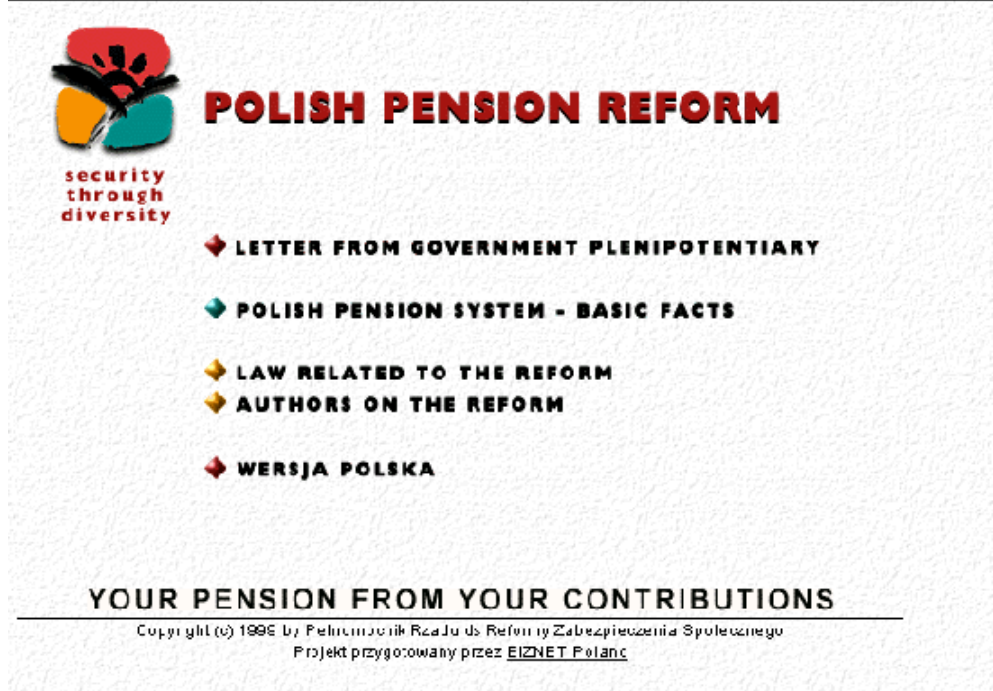 POLISH PENSION REFORM
security
through
diversity
LETTER FROM GOVERNMENT PLENIPOTENTIARY
POLISH PENSION SYSTEM - BASIC FACTS
LAW RELATED TO THE REFORM
AUTHORS ON THE REFORM
WERSJA POLSKA
YOUR PENSION FROM YOUR CONTRIBUTIONS
Copyright (c) by Pełnomocnik Rządu ds Reformy Zabezpieczenia Społecznego
Projekt przygotowany przez Poland